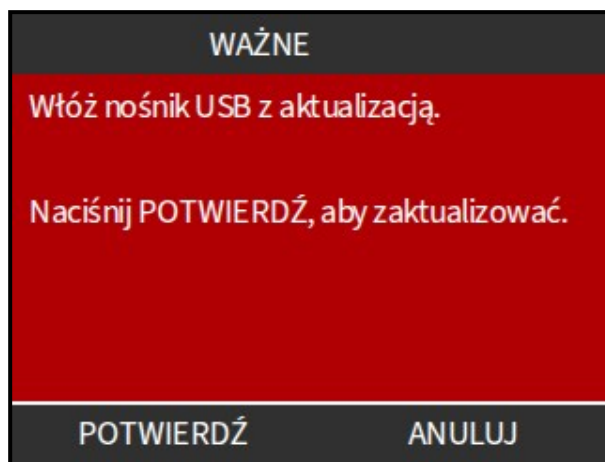 WAŻNE
Włóż nośnik USB z aktualizacją.
Naciśnij POTWIERDŹ, aby zaktualizować.
POTWIERDŹ ANULUJ